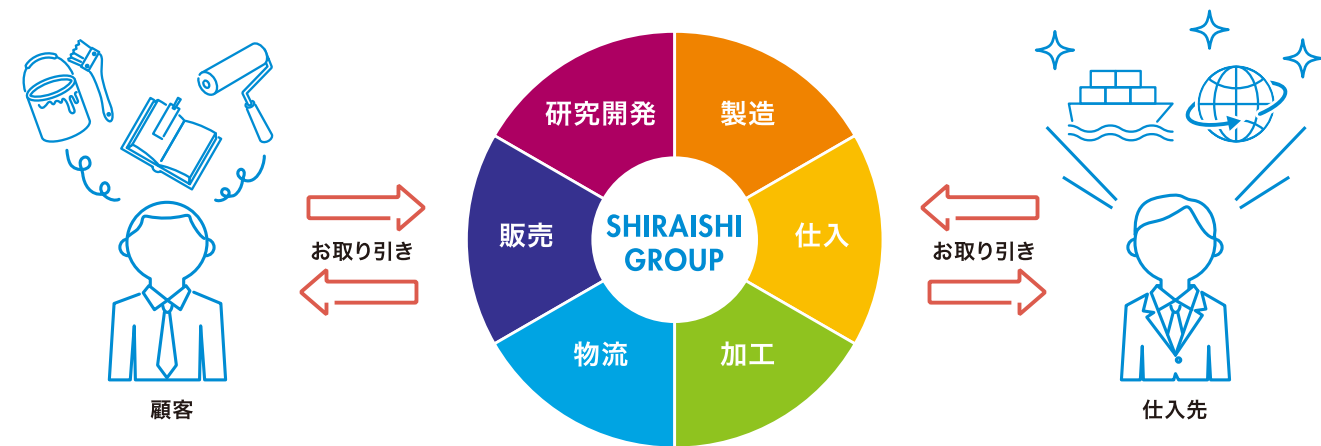 研究開発
製造
販売
SHIRAISHI
GROUP
仕入
お取り引き
お取り引き
物流
加工
顧客
仕入先